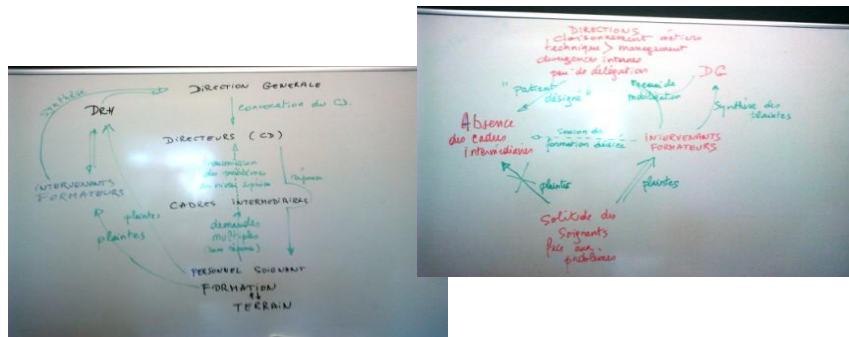 Synthèse
DIRECTION GENERALE
DRH
convocation du CD.
DIRECTEURS (CD)
transmission
des problèmes
au niveau supérieur
réponse
INTERVENANTS
FORMATEURS
CADRES INTERMEDIAIRES
plaintes
plaintes
demandes
multiples
(sans réponse)
PERSONNEL SOIGNANT
FORMATION
TERRAIN
DIRECTIONS
cloisonnement métiers
technique > management
divergences internes
peu de délégation
DG
"patient
désigné"
mobilisation
Synthèse des
plaintes
Absence
des cadres
intermédiaires
Session de
formation dédiée
INTERVENANTS
FORMATEURS
plaintes
plaintes
Solitude des
Soignants
face aux
problèmes